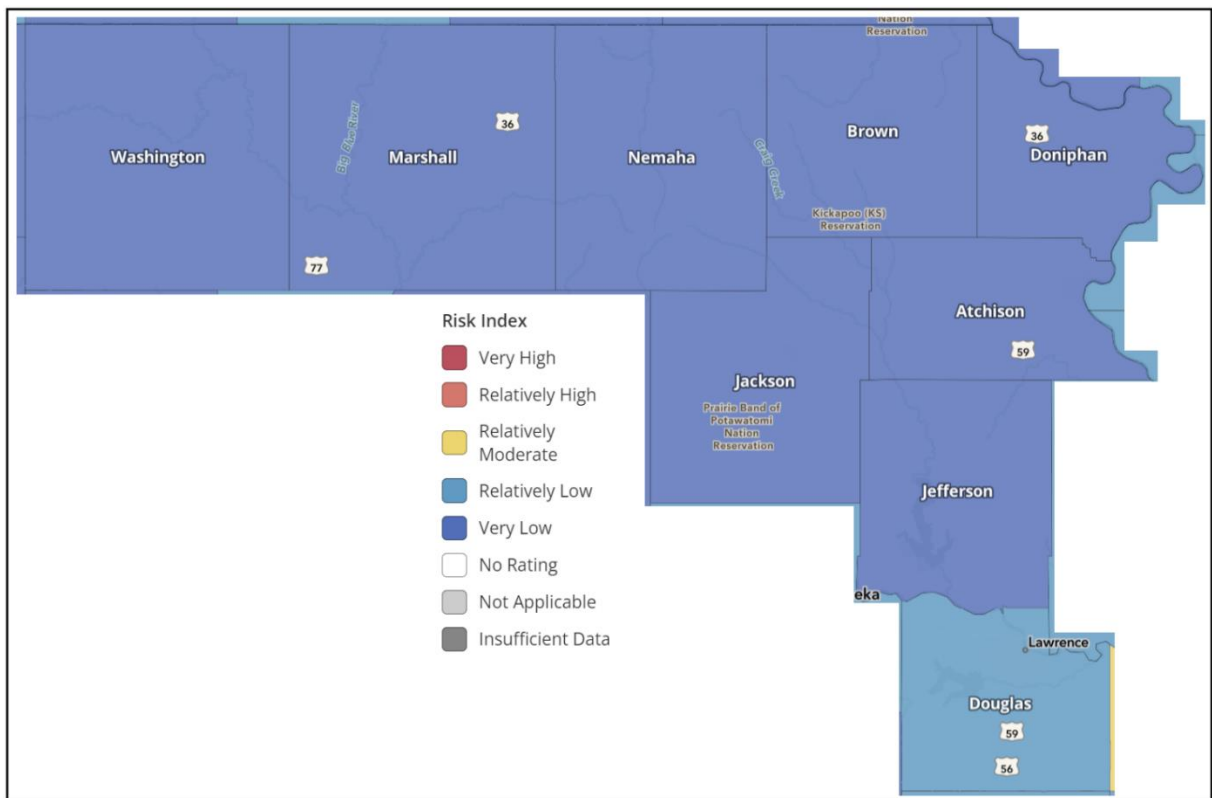 Nation
Reservation
Washington
Big Blue River
36
Marshall
Nemaha
Craig Creek
Brown
36
Doniphan
Kickapoo (KS)
Reservation
77
Atchison
59
Jackson
Prairie Band of
Potawatomi
Nation
Reservation
Jefferson
Risk Index
Very High
Relatively High
Relatively
Moderate
Relatively Low
Very Low
No Rating
Not Applicable
Insufficient Data
eka
Lawrence
Douglas
59
56